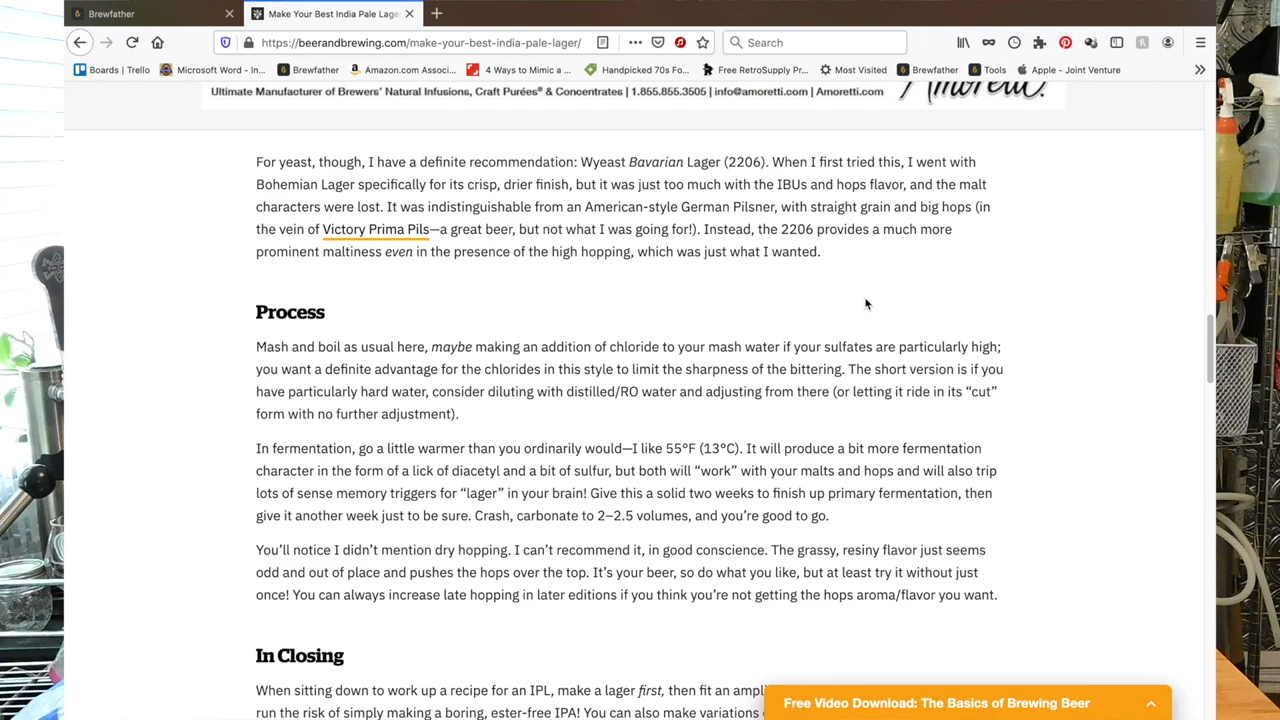 Brewfather
Make Your Best India Pale Lage
https://beerandbrewing.com/make-your-best-india-pale-lager/
Search
Boards | Trello
Microsoft Word - In...
Brewfather
Amazon.com Associ...
4 Ways to Mimic a ...
Handpicked 70s Fo...
Free RetroSupply Pr...
Most Visited
Brewfather
Tools
Apple - Joint Venture
Ultimate Manufacturer of Brewers' Natural Infusions, Craft Purées® & Concentrates | 1.855.855.3505 | info@amoretti.com | Amoretti.com
Amoretti.
For yeast, though, I have a definite recommendation: Wyeast Bavarian Lager (2206). When I first tried this, I went with
Bohemian Lager specifically for its crisp, drier finish, but it was just too much with the IBUs and hops flavor, and the malt
characters were lost. It was indistinguishable from an American-style German Pilsner, with straight grain and big hops (in
the vein of Victory Prima Pils—a great beer, but not what I was going for!). Instead, the 2206 provides a much more
prominent maltiness even in the presence of the high hopping, which was just what I wanted.
Process
Mash and boil as usual here, maybe making an addition of chloride to your mash water if your sulfates are particularly high;
you want a definite advantage for the chlorides in this style to limit the sharpness of the bittering. The short version is if you
have particularly hard water, consider diluting with distilled/RO water and adjusting from there (or letting it ride in its “cut”
form with no further adjustment).
In fermentation, go a little warmer than you ordinarily would—I like 55°F (13°C). It will produce a bit more fermentation
character in the form of a lick of diacetyl and a bit of sulfur, but both will “work” with your malts and hops and will also trip
lots of sense memory triggers for “lager” in your brain! Give this a solid two weeks to finish up primary fermentation, then
give it another week just to be sure. Crash, carbonate to 2–2.5 volumes, and you’re good to go.
You’ll notice I didn’t mention dry hopping. I can’t recommend it, in good conscience. The grassy, resiny flavor just seems
odd and out of place and pushes the hops over the top. It’s your beer, so do what you like, but at least try it without just
once! You can always increase late hopping in later editions if you think you’re not getting the hops aroma/flavor you want.
In Closing
When sitting down to work up a recipe for an IPL, make a lager first, then fit an ampl
run the risk of simply making a boring, ester-free IPA! You can also make variations
Free Video Download: The Basics of Brewing Beer